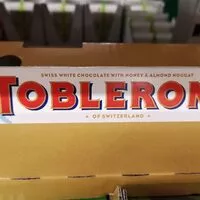 SWISS WHITE CHOCOLATE WITH HONEY & ALMOND NOUGAT
TOBLERON
OF SWITZERLAND